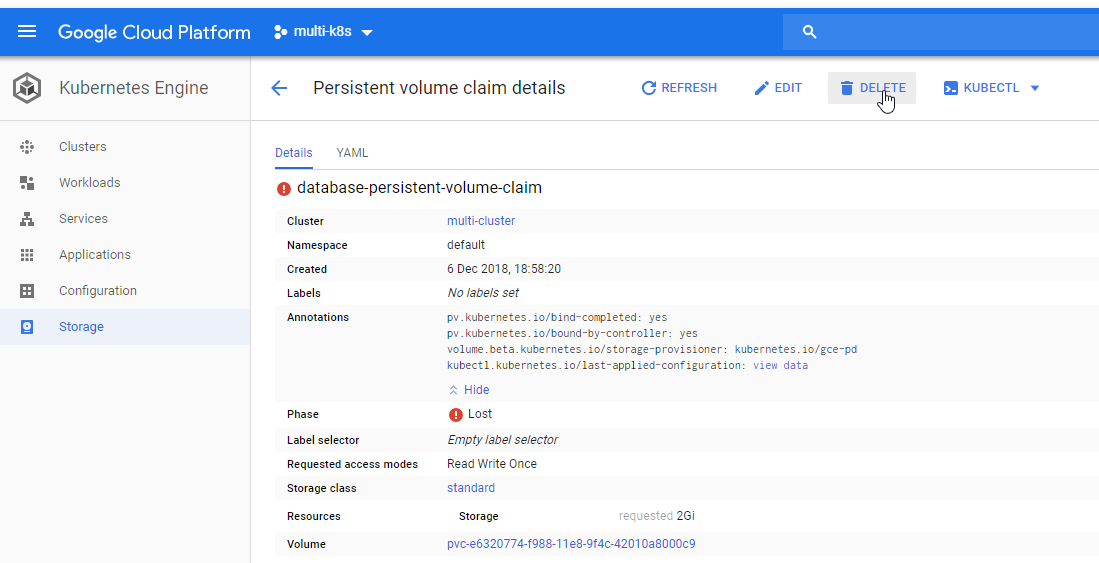 Google Cloud Platform
multi-k8s
Kubernetes Engine
Persistent volume claim details
REFRESH
EDIT
DELETE
KUBECTL
Clusters
Workloads
Services
Applications
Configuration
Storage
Details
YAML
database-persistent-volume-claim
Cluster multi-cluster
Namespace default
Created 6 Dec 2018, 18:58:20
Labels No labels set
Annotations pv.kubernetes.io/bind-completed: yes
pv.kubernetes.io/bound-by-controller: yes
volume.beta.kubernetes.io/storage-provisioner: kubernetes.io/gce-pd
kubectl.kubernetes.io/last-applied-configuration: view data
Hide
Phase Lost
Label selector Empty label selector
Requested access modes Read Write Once
Storage class standard
Resources Storage requested 2Gi
Volume pvc-e6320774-f988-11e8-9f4c-42010a8000c9